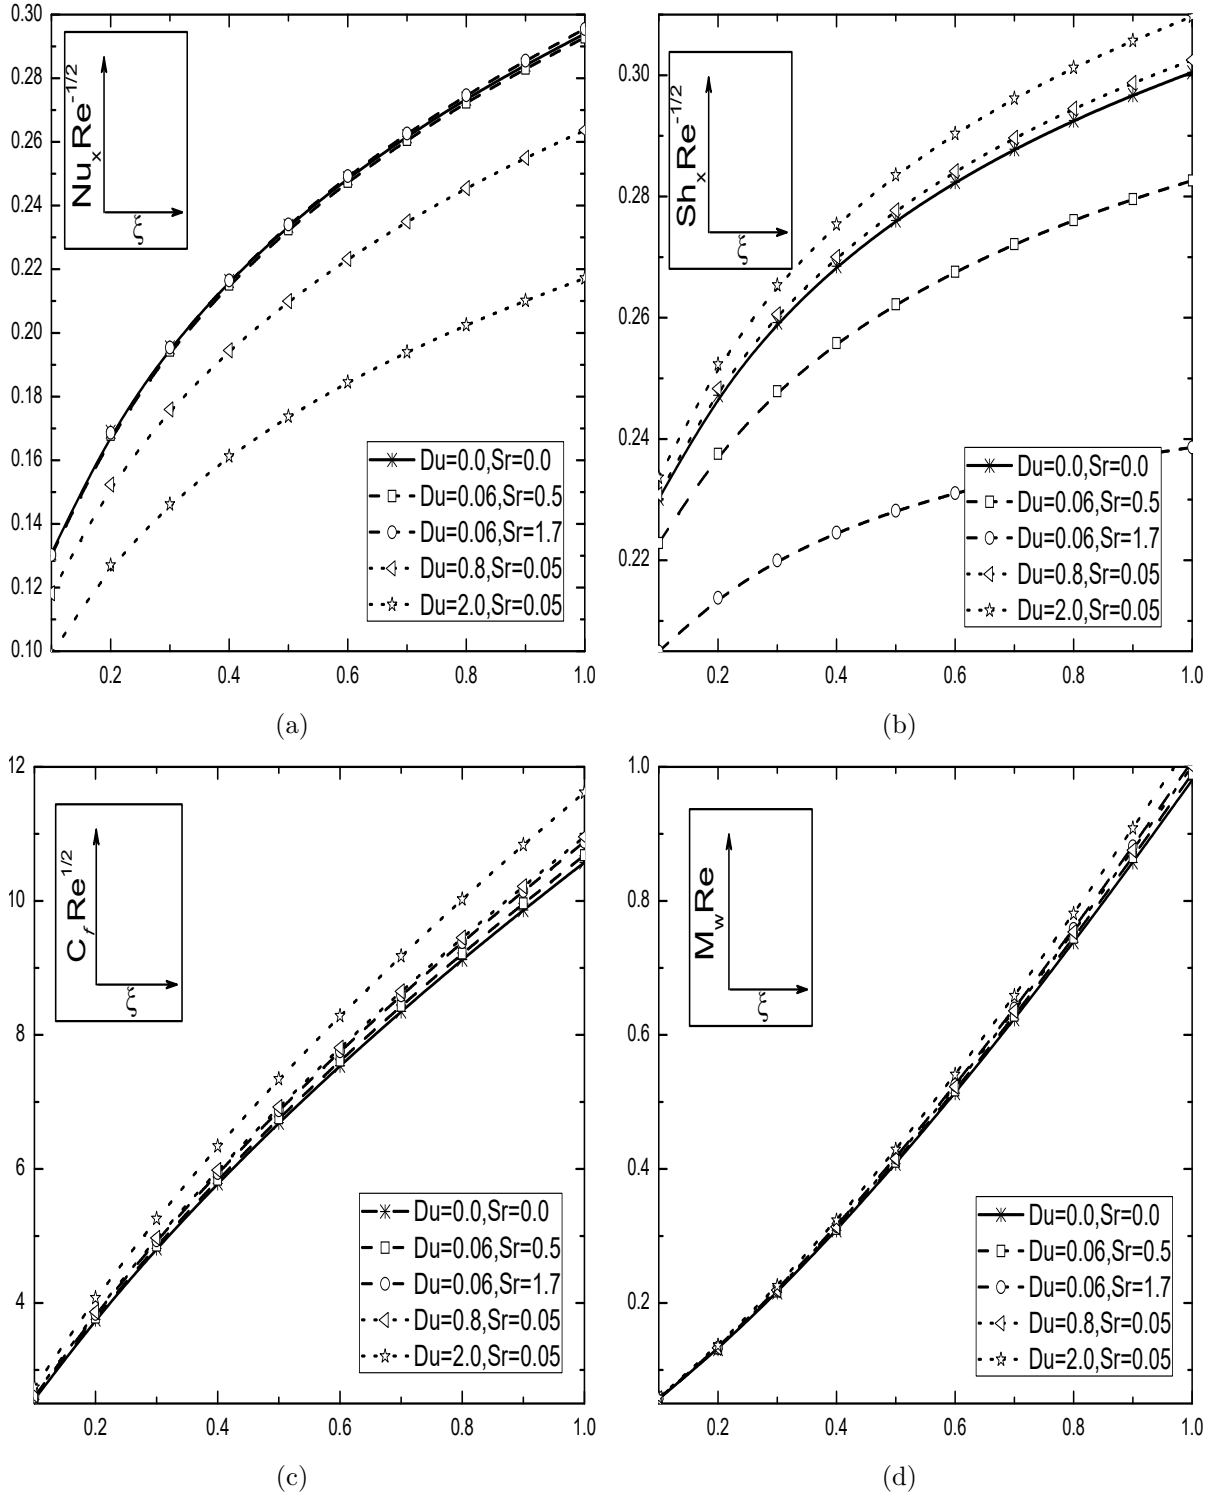 0.30
0.28
0.26
0.24
0.22
0.20
0.18
0.16
0.14
0.12
0.10
Nu_x Re^-1/2
ξ
Du=0.0,Sr=0.0
Du=0.06,Sr=0.5
Du=0.06,Sr=1.7
Du=0.8,Sr=0.05
Du=2.0,Sr=0.05
0.2 0.4 0.6 0.8 1.0
(a)
0.30
0.28
0.26
0.24
0.22
Sh_x Re^-1/2
ξ
Du=0.0,Sr=0.0
Du=0.06,Sr=0.5
Du=0.06,Sr=1.7
Du=0.8,Sr=0.05
Du=2.0,Sr=0.05
0.2 0.4 0.6 0.8 1.0
(b)
12
10
8
6
4
C_f Re^1/2
ξ
Du=0.0,Sr=0.0
Du=0.06,Sr=0.5
Du=0.06,Sr=1.7
Du=0.8,Sr=0.05
Du=2.0,Sr=0.05
0.2 0.4 0.6 0.8 1.0
(c)
1.0
0.8
0.6
0.4
0.2
M_w Re
ξ
Du=0.0,Sr=0.0
Du=0.06,Sr=0.5
Du=0.06,Sr=1.7
Du=0.8,Sr=0.05
Du=2.0,Sr=0.05
0.2 0.4 0.6 0.8 1.0
(d)